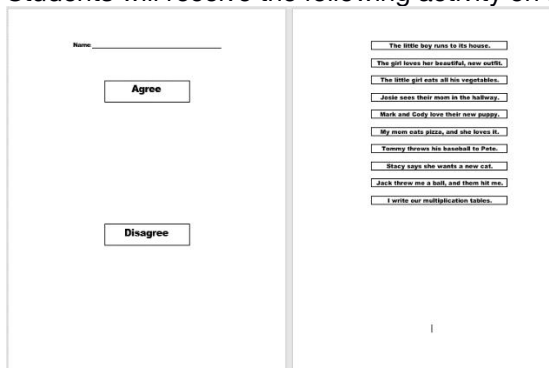 Students will receive the following activity on
Name
Agree
Disagree
The little boy runs to its house.
The girl loves her beautiful, new outfit.
The little girl eats all his vegetables.
Josie sees their mom in the hallway.
Mark and Cody love their new puppy.
My mom eats pizza, and she loves it.
Tommy throws his baseball to Pete.
Stacy says she wants a new cat.
Jack threw me a ball, and them hit me.
I write our multiplication tables.